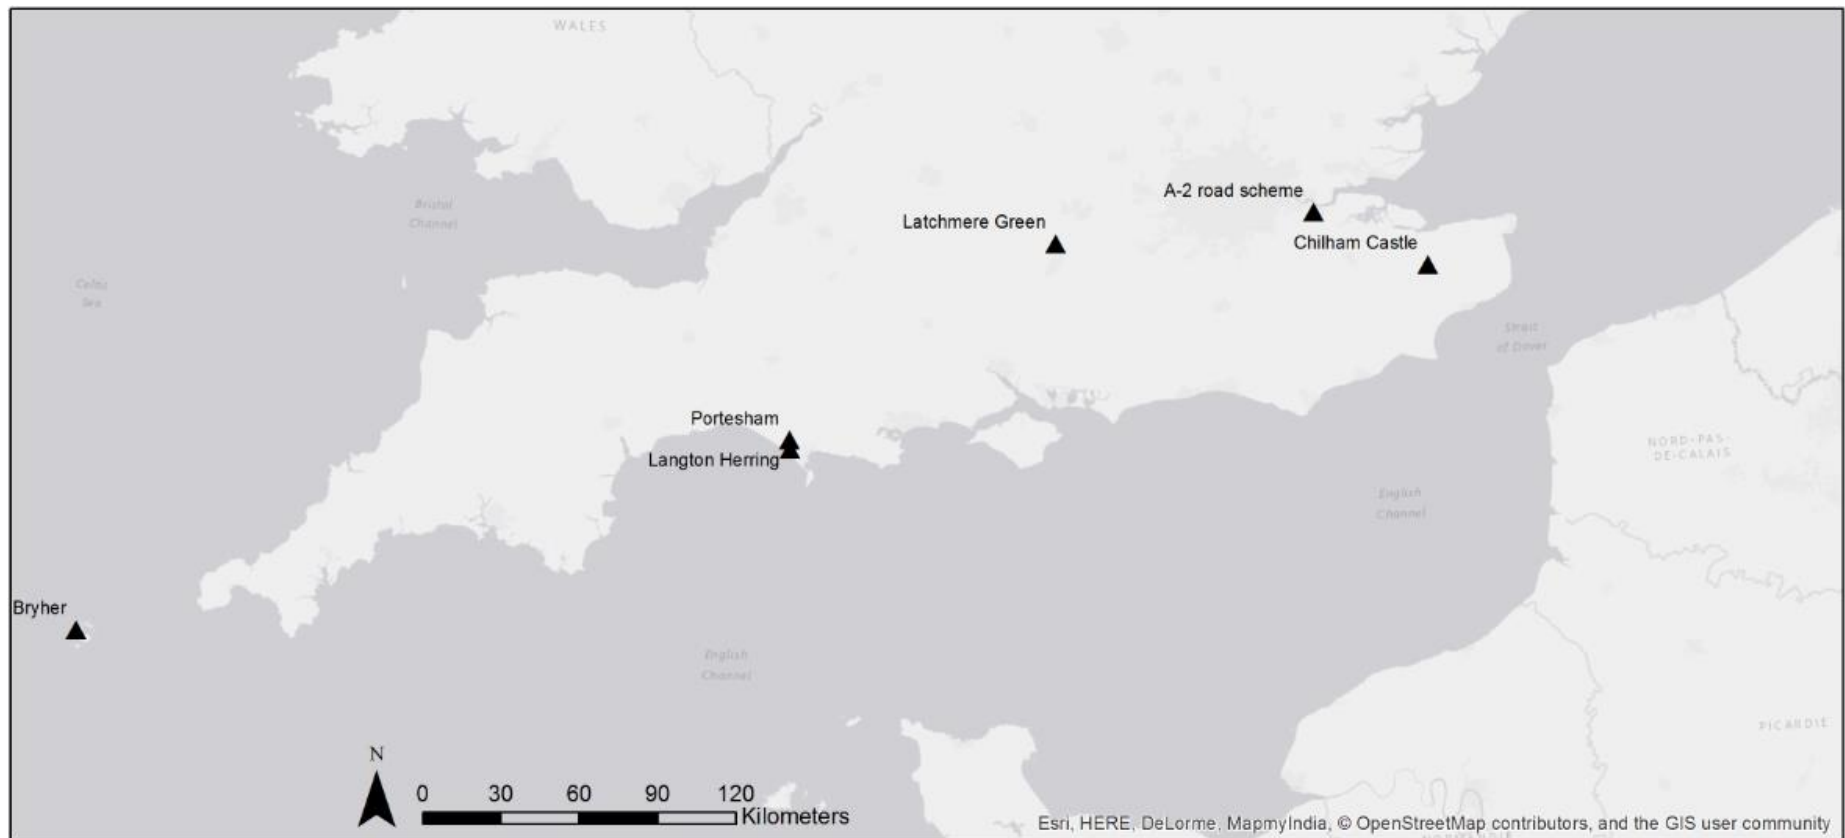 WALES
Bristol
Channel
A-2 road scheme
Latchmere Green
Chilham Castle
Celtic
Sea
Strait
of Dover
Portesham
Langton Herring
NORD-PAS-
DE-CALAIS
English
Channel
Bryher
English
Channel
PICARDIE
N
0 30 60 90 120
Kilometers
Esri, HERE, DeLorme, MapmyIndia, © OpenStreetMap contributors, and the GIS user community